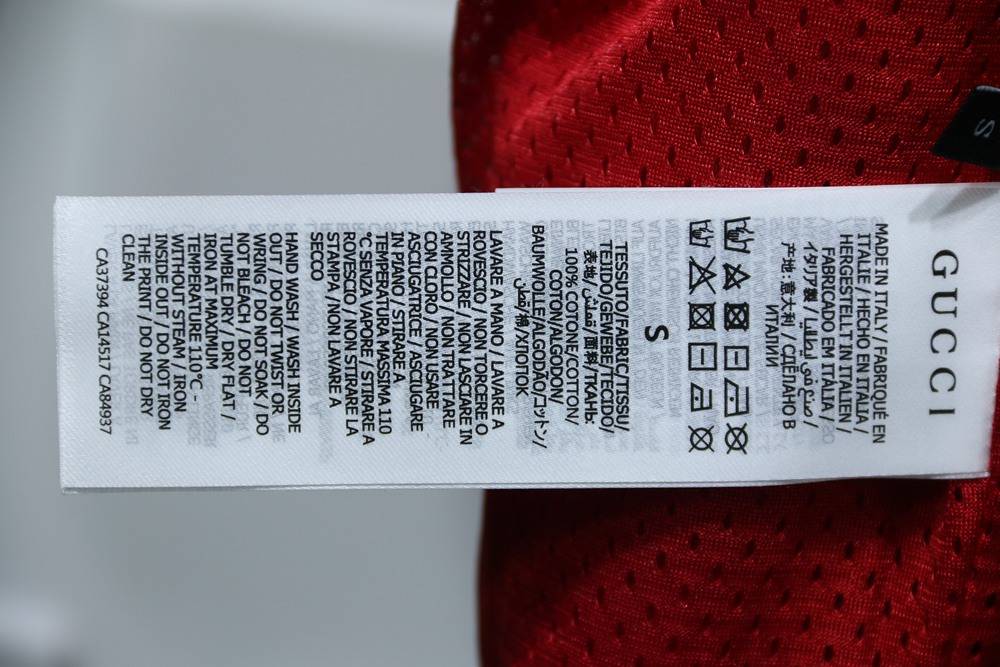 GUCCI
MADE IN ITALY / FABRIQUÉ EN
ITALIE / HECHO EN ITALIA /
HERGESTELLT IN ITALIEN /
FABRICADO EM ITÁLIA /
イタリア製 / صنع في إيطاليا /
产地:意大利 / СДЕЛАНО В
ИТАЛИИ
S
TESSUTO/FABRIC/TISSU/
TEJIDO/GEWEBE/TECIDO/
表地/قماش/面料/ТКАНЬ:
100% COTONE/COTTON/
COTON/ALGODON/
BAUMWOLLE/ALGODÃO/コットン/
قطن/棉/ХЛОПОК
LAVARE A MANO / LAVARE A
ROVESCIO / NON TORCERE O
STRIZZARE / NON LASCIARE IN
AMMOLLO / NON TRATTARE
CON CLORO / NON USARE
ASCIUGATRICE / ASCIUGARE
IN PIANO / STIRARE A
TEMPERATURA MASSIMA 110
°C SENZA VAPORE / STIRARE A
ROVESCIO / NON STIRARE LA
STAMPA / NON LAVARE A
SECCO
HAND WASH / WASH INSIDE
OUT / DO NOT TWIST OR
WRING / DO NOT SOAK / DO
NOT BLEACH / DO NOT
TUMBLE DRY / DRY FLAT /
IRON AT MAXIMUM
TEMPERATURE 110°C -
WITHOUT STEAM / IRON
INSIDE OUT / DO NOT IRON
THE PRINT / DO NOT DRY
CLEAN
CA37394 CA14517 CA84937
S